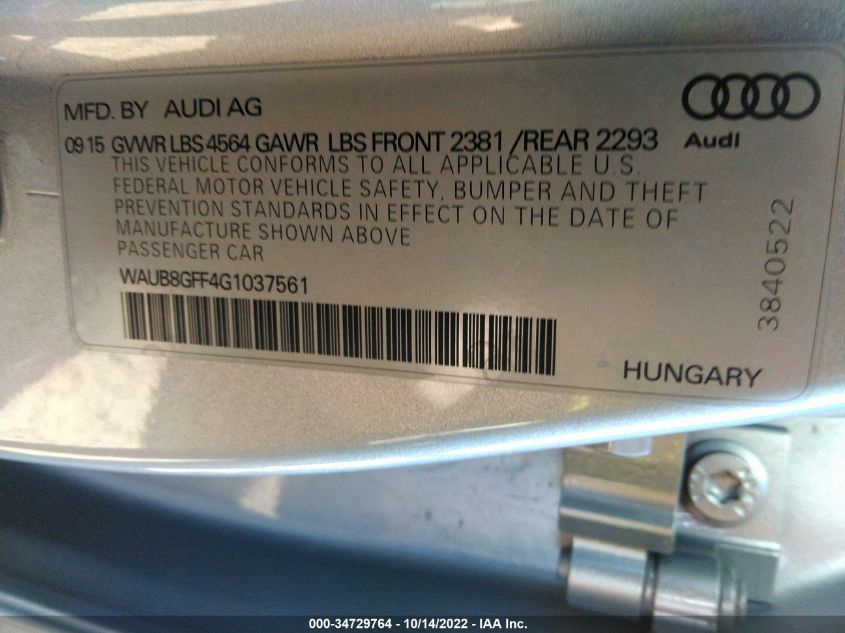 MFD. BY AUDI AG
09 15 GVWR LBS 4564 GAWR LBS FRONT 2381 /REAR 2293
Audi
THIS VEHICLE CONFORMS TO ALL APPLICABLE U.S.
FEDERAL MOTOR VEHICLE SAFETY, BUMPER AND THEFT
PREVENTION STANDARDS IN EFFECT ON THE DATE OF
MANUFACTURE SHOWN ABOVE
PASSENGER CAR
WAUB8GFF4G1037561
3840522
HUNGARY
000-34729764 - 10/14/2022 - IAA Inc.